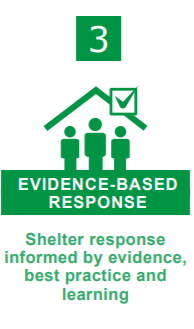 3
EVIDENCE-BASED
RESPONSE
Shelter response
informed by evidence,
best practice and
learning